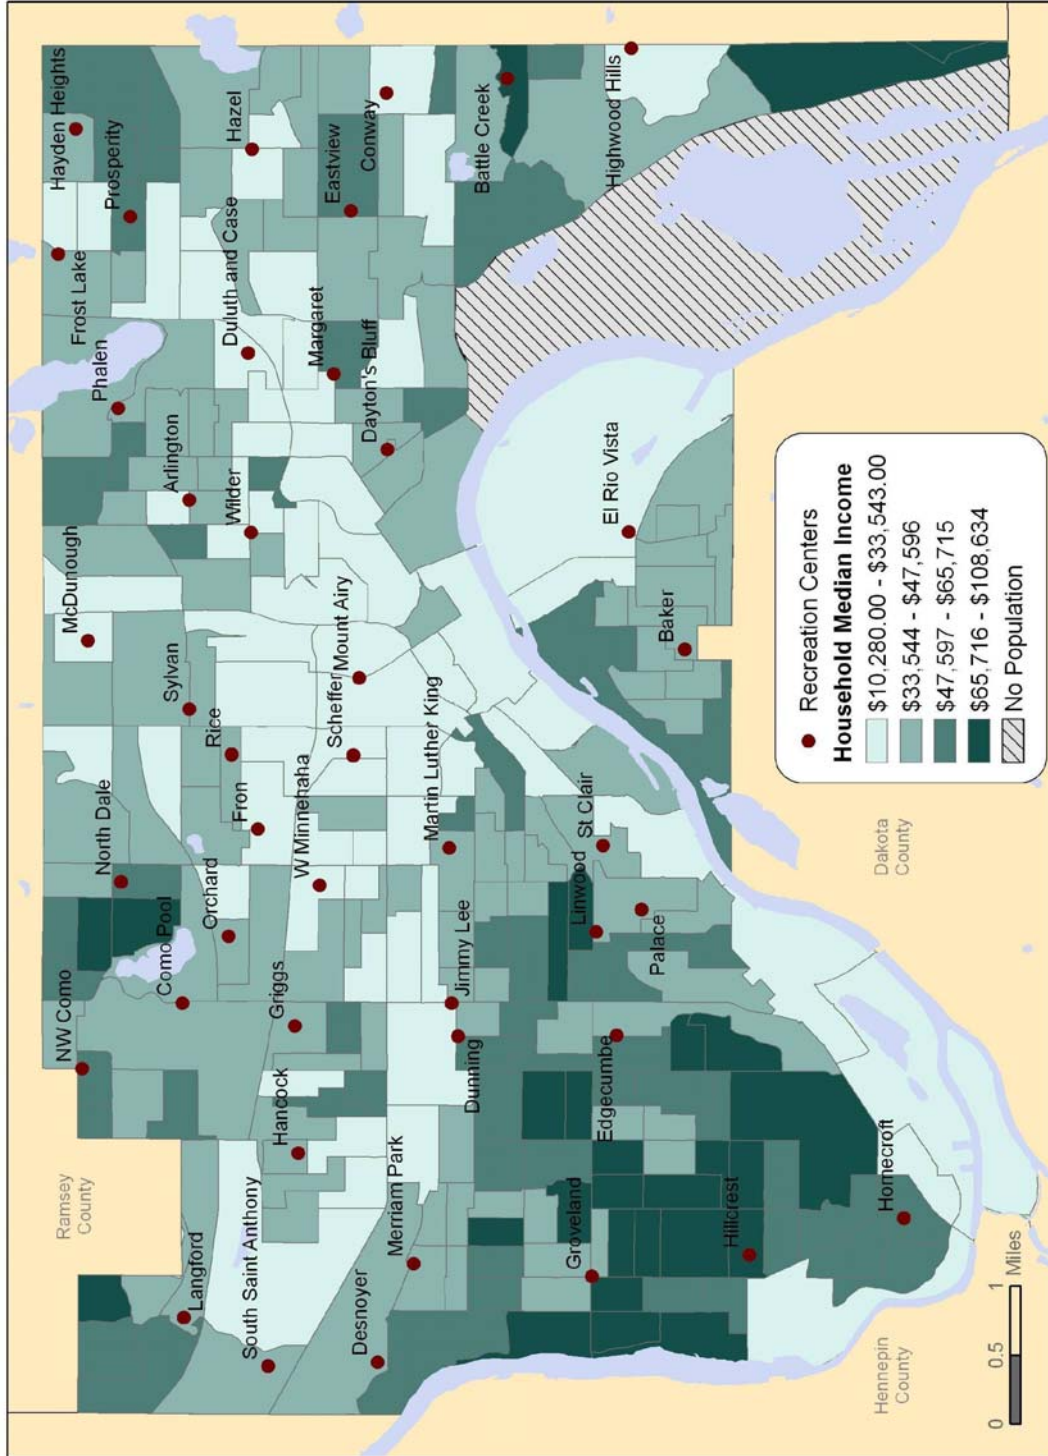 Hayden Heights
Prosperity
Frost Lake
Hazel
Eastview
Conway
Battle Creek
Highwood Hills
Phalen
Duluth and Case
Margaret
Dayton's Bluff
Arlington
Wilder
McDunough
Sylvan
Rice
Mount Airy
Scheffer
Fron
W Minnehaha
Martin Luther King
El Rio Vista
Baker
North Dale
Orchard
Como Pool
NW Como
Griggs
Hancock
Jimmy Lee
Dunning
St Clair
Linwood
Palace
Edgecumbe
Ramsey
County
Langford
South Saint Anthony
Merriam Park
Desnoyer
Groveland
Hillcrest
Homecroft
Hennepin
County
Dakota
County
Recreation Centers
Household Median Income
$10,280.00 - $33,543.00
$33,544 - $47,596
$47,597 - $65,715
$65,716 - $108,634
No Population
0 0.5 1
Miles